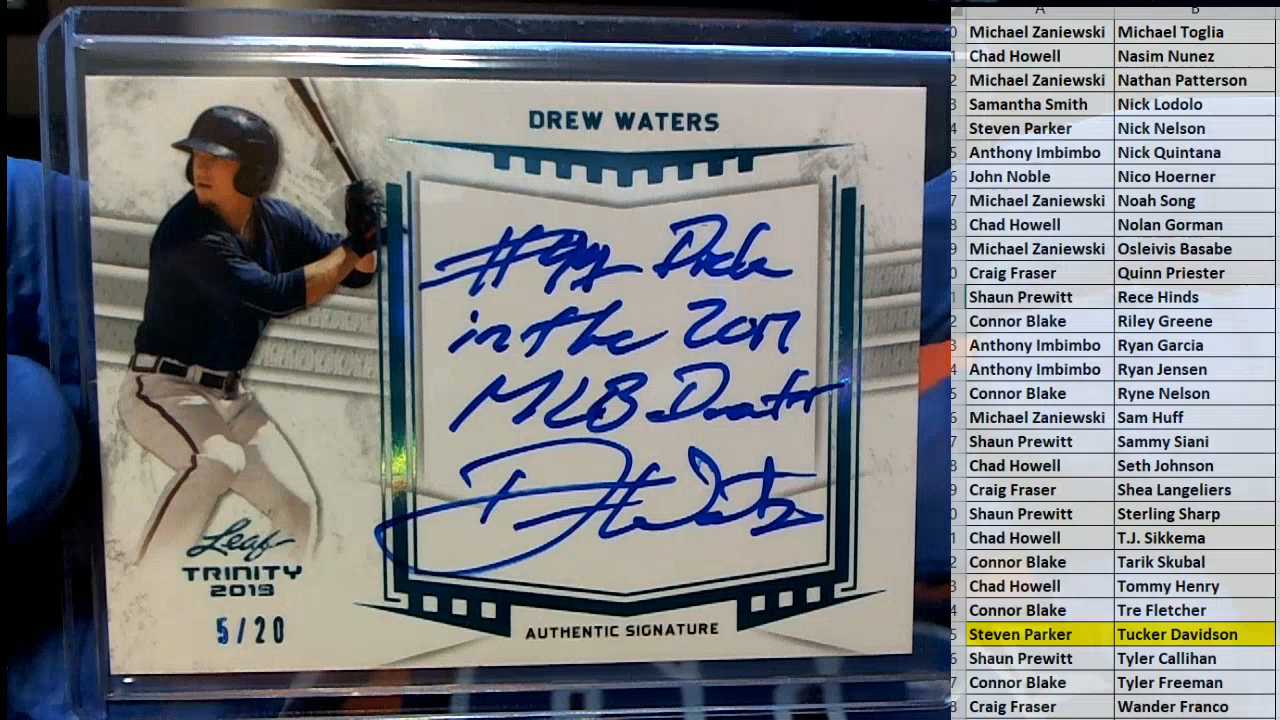 DREW WATERS
Pick
in the 2017
MLB Draft
Leaf
TRINITY
2019
5/20
AUTHENTIC SIGNATURE
A B
Michael Zaniewski Michael Toglia
Chad Howell Nasim Nunez
Michael Zaniewski Nathan Patterson
Samantha Smith Nick Lodolo
Steven Parker Nick Nelson
Anthony Imbimbo Nick Quintana
John Noble Nico Hoerner
Michael Zaniewski Noah Song
Chad Howell Nolan Gorman
Michael Zaniewski Osleivis Basabe
Craig Fraser Quinn Priester
Shaun Prewitt Rece Hinds
Connor Blake Riley Greene
Anthony Imbimbo Ryan Garcia
Anthony Imbimbo Ryan Jensen
Connor Blake Ryne Nelson
Michael Zaniewski Sam Huff
Shaun Prewitt Sammy Siani
Chad Howell Seth Johnson
Craig Fraser Shea Langeliers
Shaun Prewitt Sterling Sharp
Chad Howell T.J. Sikkema
Connor Blake Tarik Skubal
Chad Howell Tommy Henry
Connor Blake Tre Fletcher
Steven Parker Tucker Davidson
Shaun Prewitt Tyler Callihan
Connor Blake Tyler Freeman
Craig Fraser Wander Franco